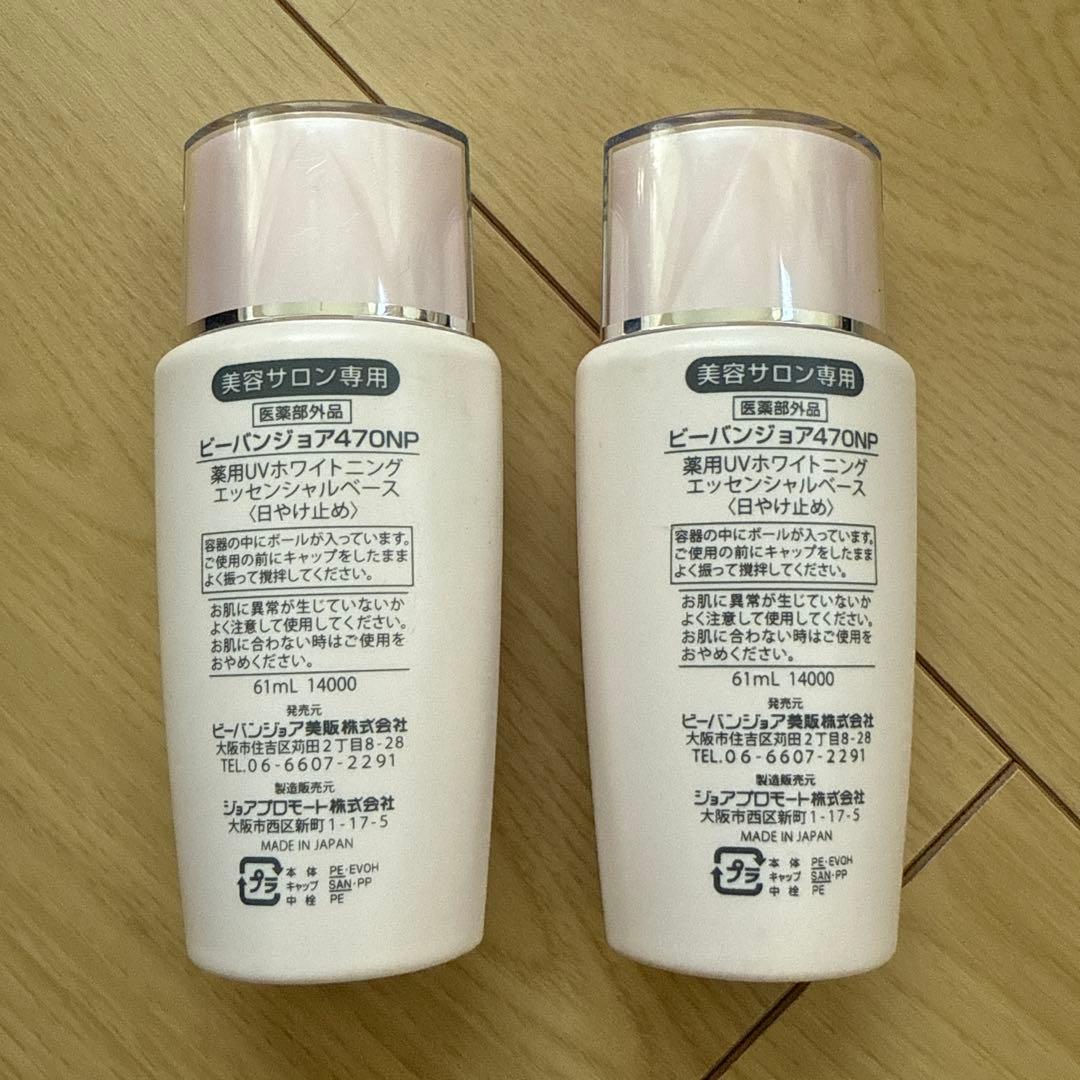 美容サロン専用
医薬部外品
ビーバンジョア470NP
薬用UVホワイトニング
エッセンシャルベース
〈日やけ止め〉
容器の中にボールが入っています。
ご使用の前にキャップをしたまま
よく振って撹拌してください。
お肌に異常が生じていないか
よく注意して使用してください。
お肌に合わない時はご使用を
おやめください。
61mL 14000
発売元
ビーバンジョア美販株式会社
大阪市住吉区苅田2丁目8-28
TEL.06-6607-2291
製造販売元
ジョアプロモート株式会社
大阪市西区新町1-17-5
MADE IN JAPAN
プラ
本体 PE・EVOH
キャップ SAN・PP
中栓 PE
美容サロン専用
医薬部外品
ビーバンジョア470NP
薬用UVホワイトニング
エッセンシャルベース
〈日やけ止め〉
容器の中にボールが入っています。
ご使用の前にキャップをしたまま
よく振って撹拌してください。
お肌に異常が生じていないか
よく注意して使用してください。
お肌に合わない時はご使用を
おやめください。
61mL 14000
発売元
ビーバンジョア美販株式会社
大阪市住吉区苅田2丁目8-28
TEL.06-6607-2291
製造販売元
ジョアプロモート株式会社
大阪市西区新町1-17-5
MADE IN JAPAN
プラ
本体 PE・EVOH
キャップ SAN・PP
中栓 PE